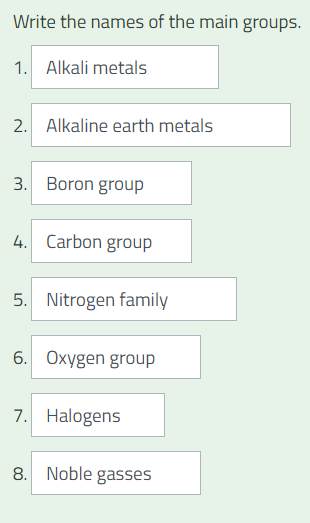 Write the names of the main groups.
1. Alkali metals
2. Alkaline earth metals
3. Boron group
4. Carbon group
5. Nitrogen family
6. Oxygen group
7. Halogens
8. Noble gasses